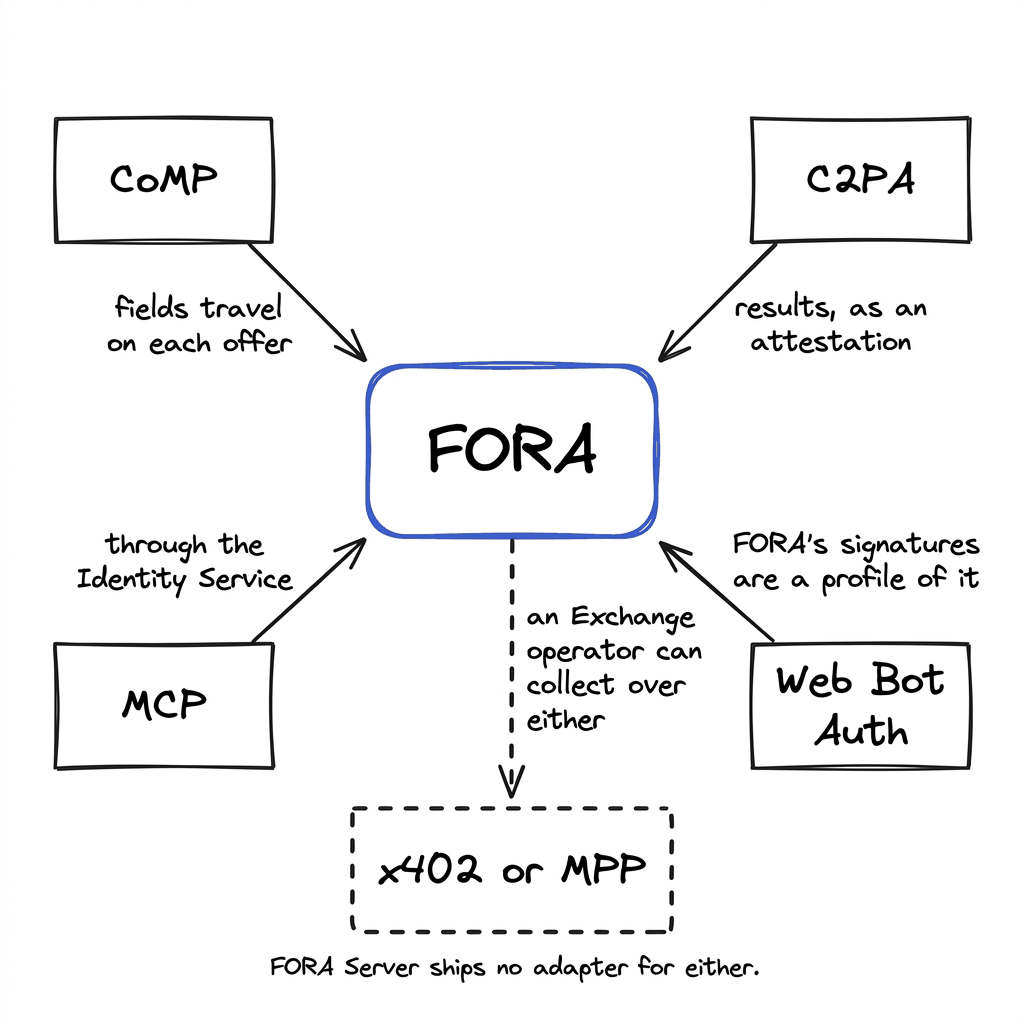 CoMP
C2PA
fields travel
on each offer
results, as an
attestation
FORA
through the
Identity Service
FORA's signatures
are a profile of it
an Exchange
operator can
collect over
either
MCP
Web Bot
Auth
x402 or MPP
FORA Server ships no adapter for either.